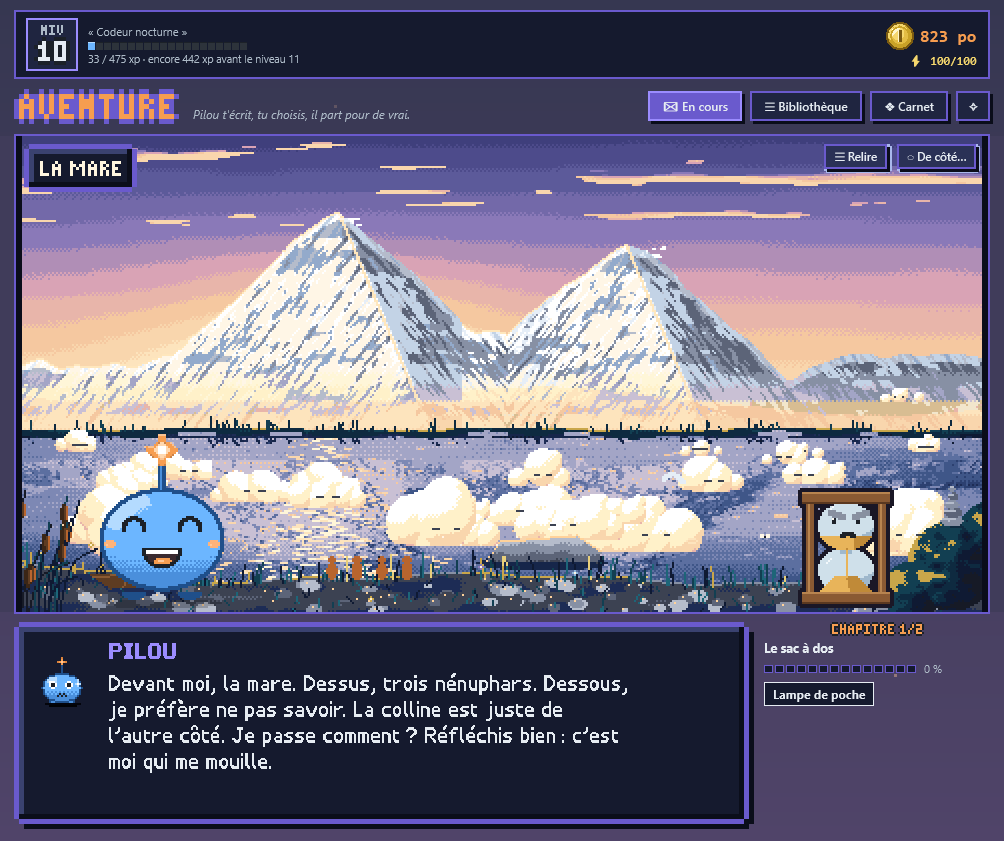 NIV
10
« Codeur nocturne »
33 / 475 xp · encore 442 xp avant le niveau 11
823 po
100/100
AVENTURE
Pilou t'écrit, tu choisis, il part pour de vrai.
En cours
Bibliothèque
Carnet
LA MARE
Relire
De côté…
CHAPITRE 1/2
Le sac à dos
0 %
Lampe de poche
PILOU
Devant moi, la mare. Dessus, trois nénuphars. Dessous,
je préfère ne pas savoir. La colline est juste de
l'autre côté. Je passe comment ? Réfléchis bien : c'est
moi qui me mouille.